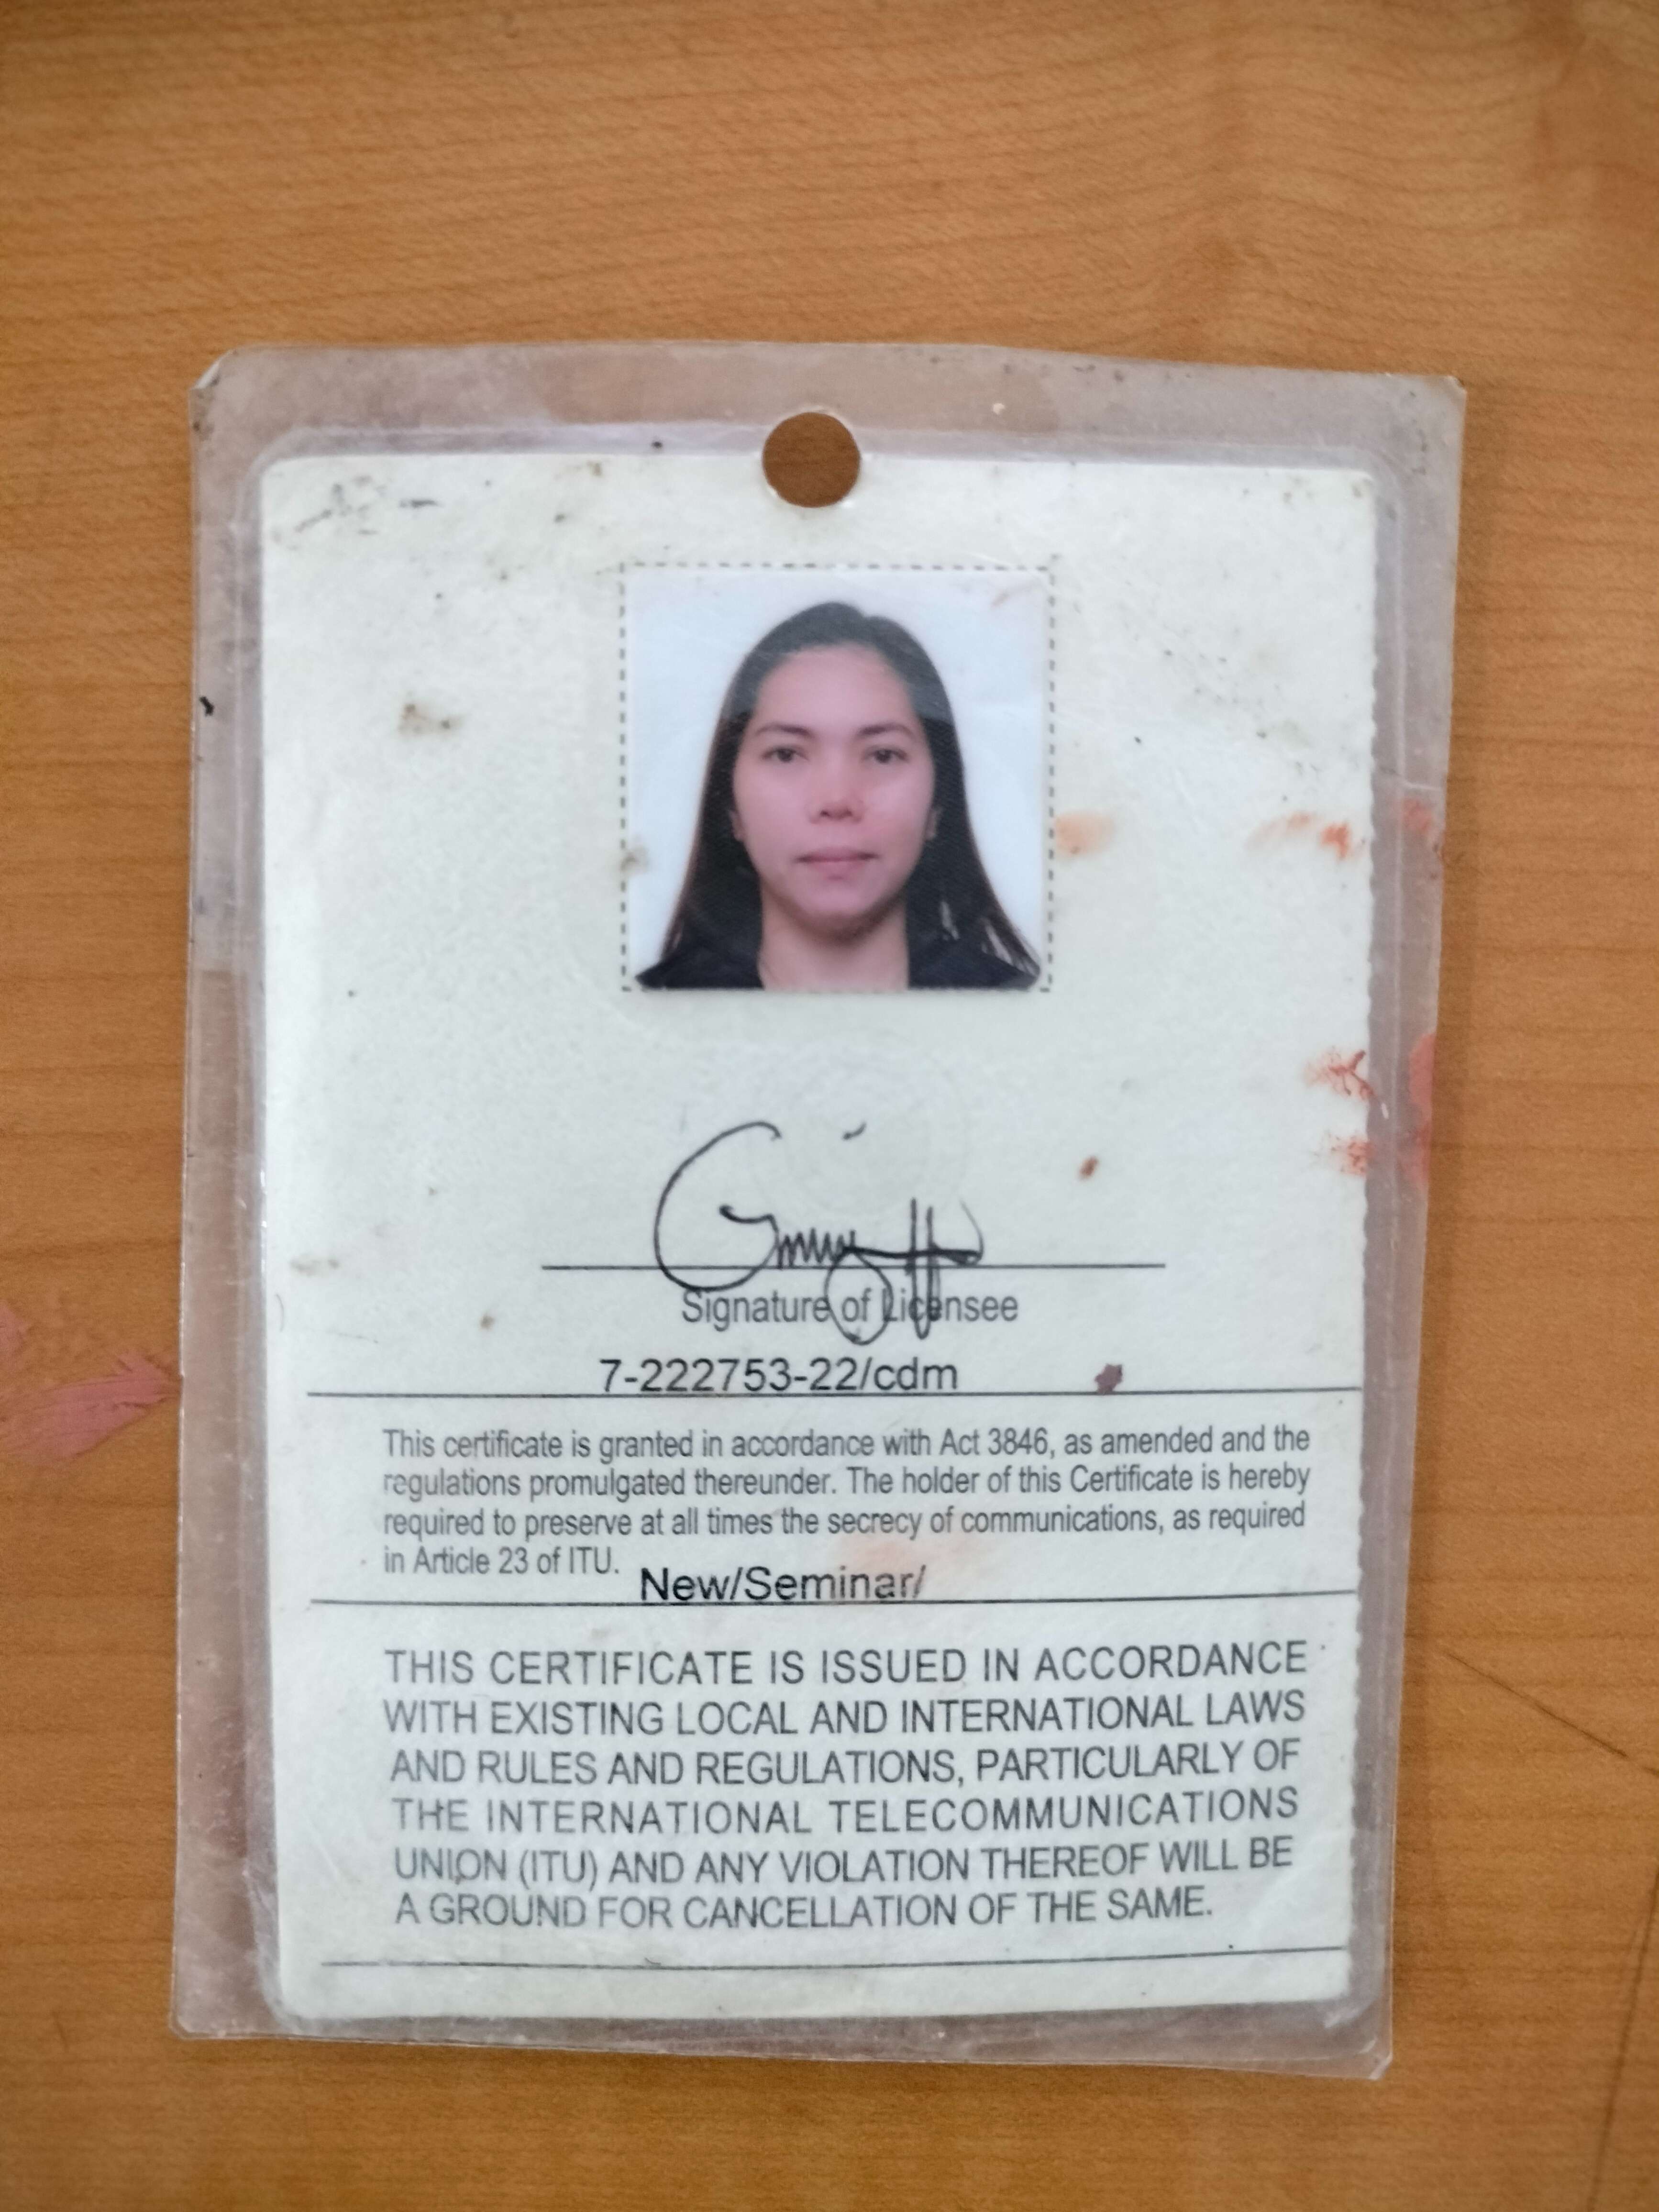 Signature of Licensee
7-222753-22/cdm
This certificate is granted in accordance with Act 3846, as amended and the
regulations promulgated thereunder. The holder of this Certificate is hereby
required to preserve at all times the secrecy of communications, as required
in Article 23 of ITU.
New/Seminar/
THIS CERTIFICATE IS ISSUED IN ACCORDANCE
WITH EXISTING LOCAL AND INTERNATIONAL LAWS
AND RULES AND REGULATIONS, PARTICULARLY OF
THE INTERNATIONAL TELECOMMUNICATIONS
UNION (ITU) AND ANY VIOLATION THEREOF WILL BE
A GROUND FOR CANCELLATION OF THE SAME.